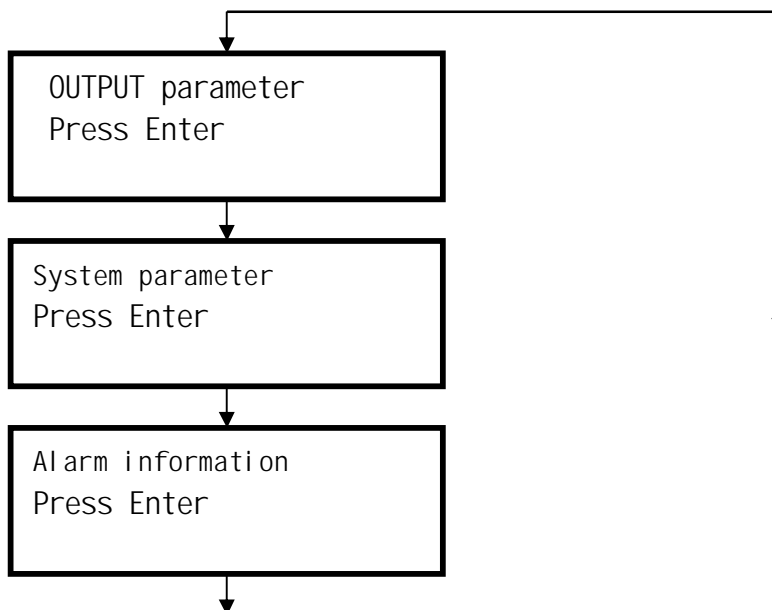 OUTPUT parameter
Press Enter
System parameter
Press Enter
Alarm information
Press Enter